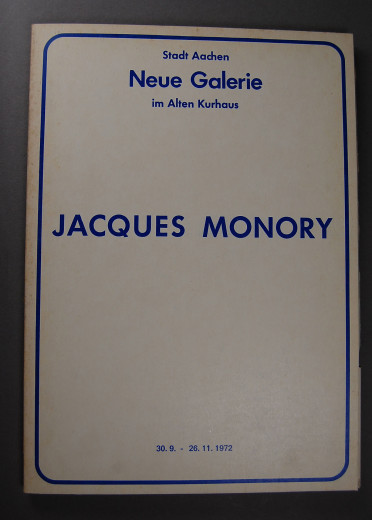 Stadt Aachen
Neue Galerie
im Alten Kurhaus
JACQUES MONORY
30. 9. - 26. 11. 1972